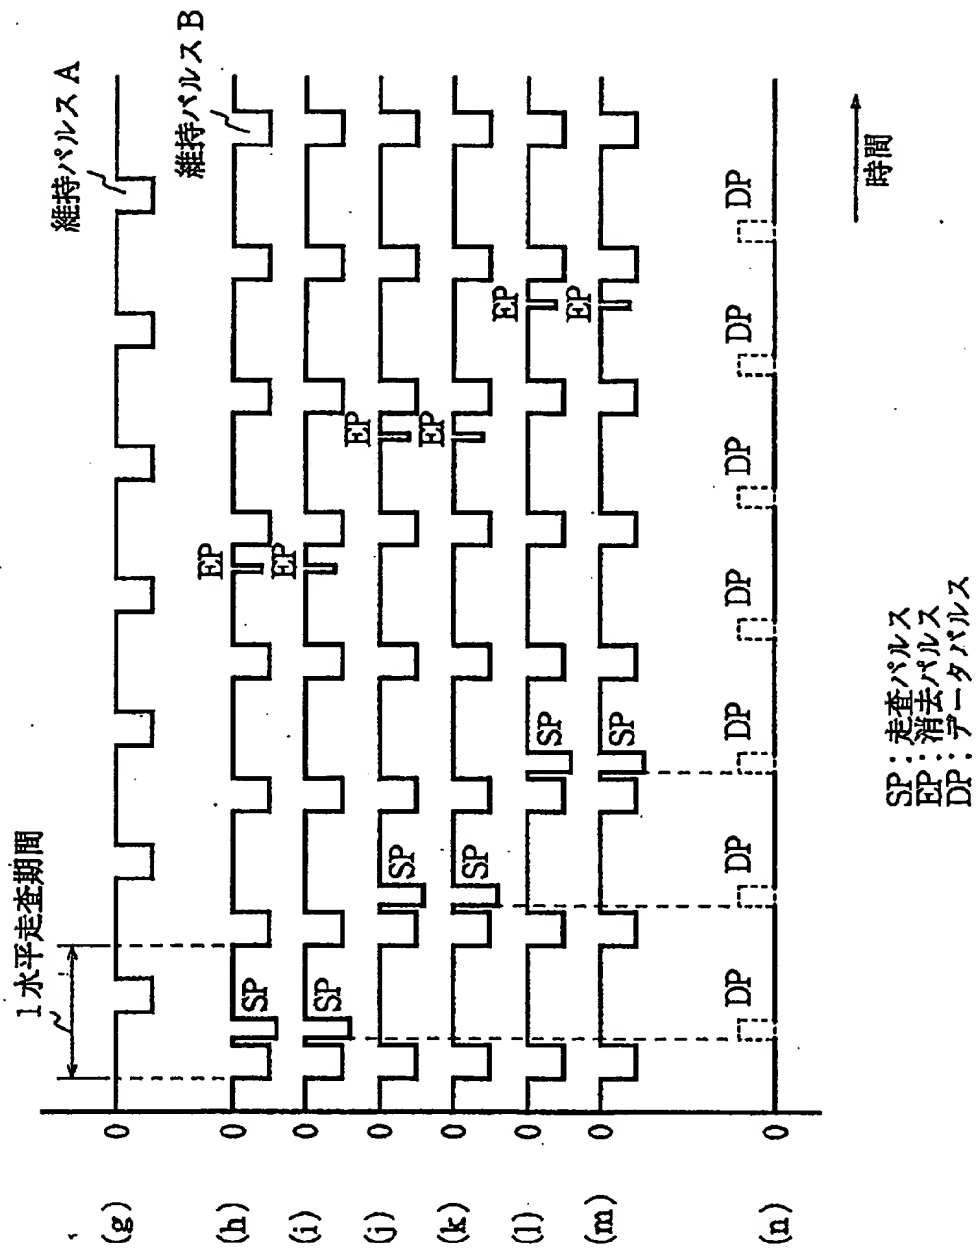 1水平走査期間
維持パルスA
(g) 0
維持パルスB
(h) 0 SP EP
(i) 0 SP EP
(j) 0 SP EP
(k) 0 SP EP
(l) 0 SP EP
(m) 0 SP EP
(n) 0 DP DP DP DP DP DP DP
時間
SP:走査パルス
EP:消去パルス
DP:データパルス